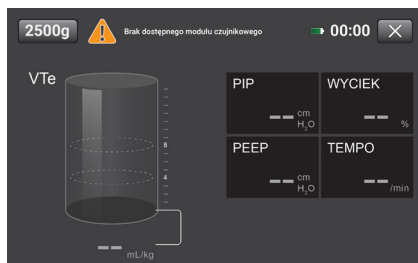 2500g
Brak dostępnego modułu czujnikowego
00:00
VTe
8
4
-- mL/kg
PIP
-- cm H₂O
WYCIEK
-- %
PEEP
-- cm H₂O
TEMPO
-- /min